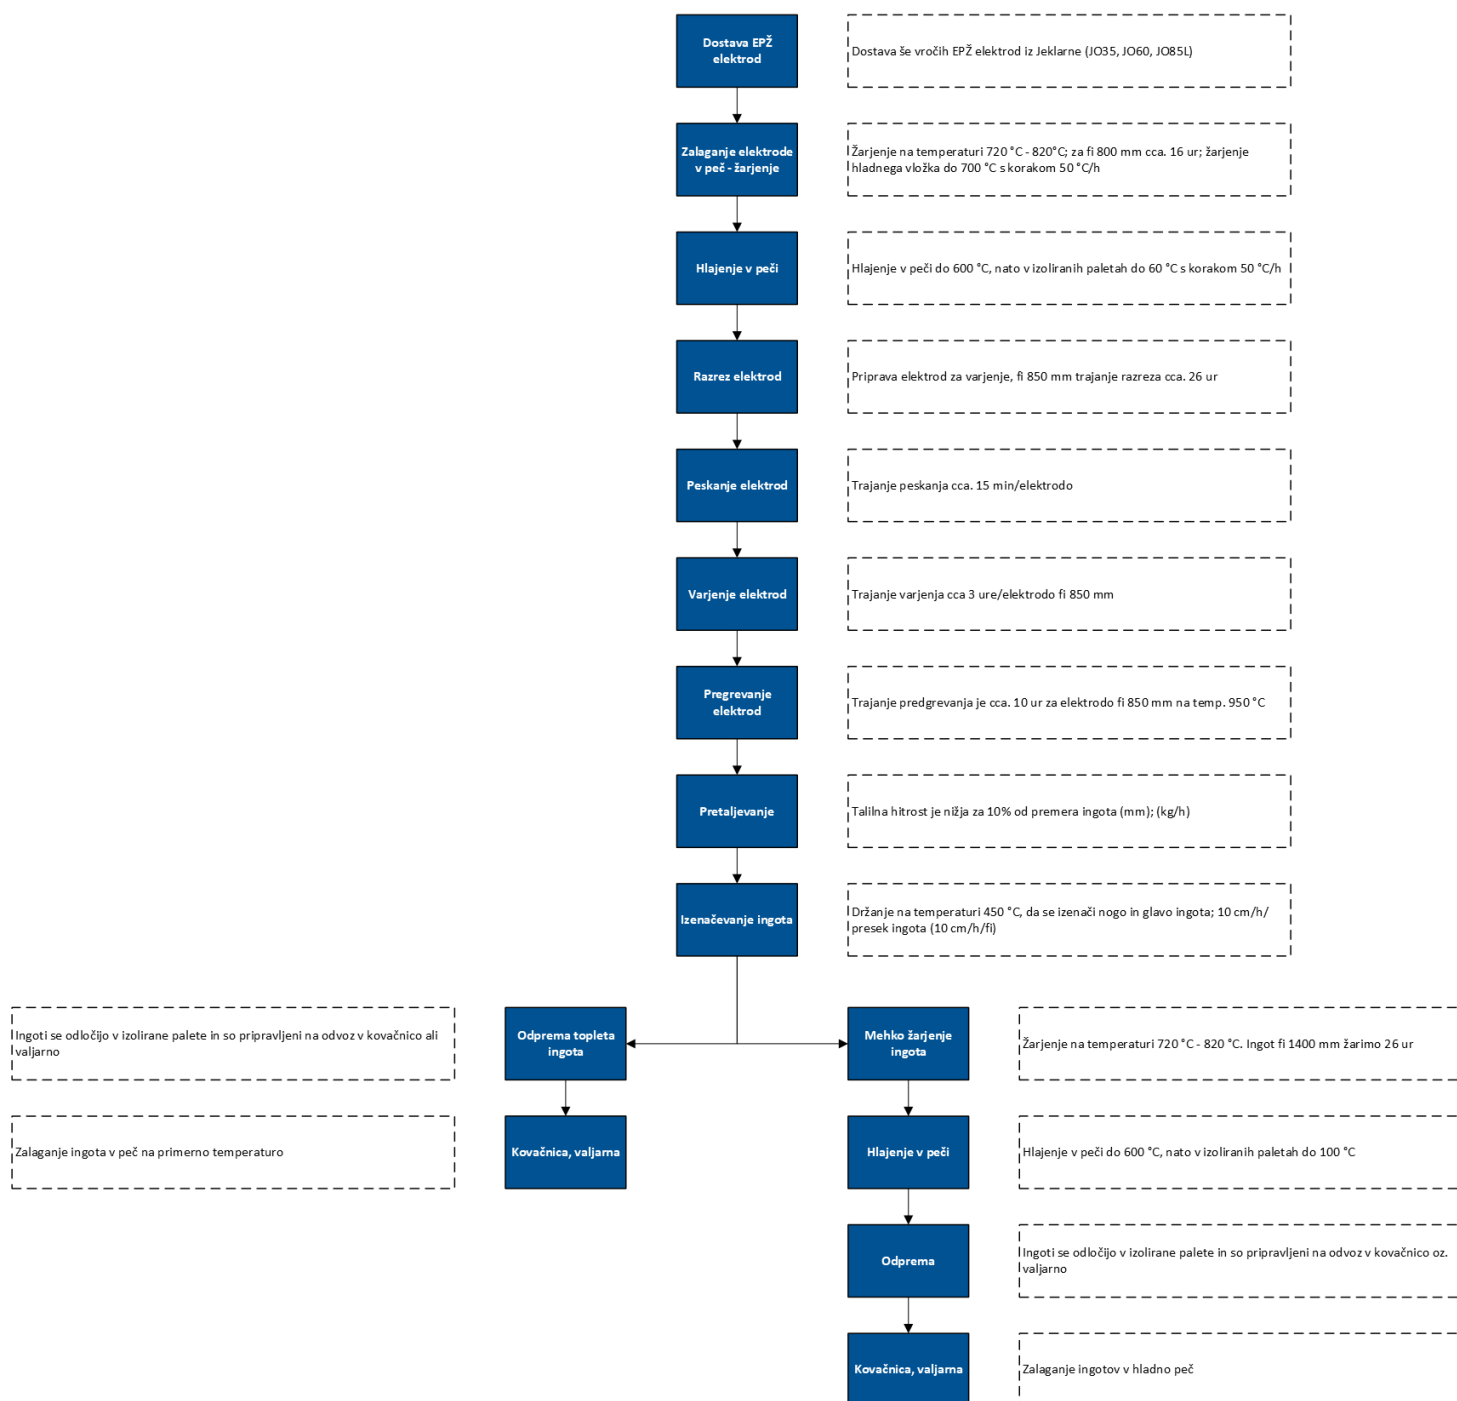 Dostava EPŽ
elektrod
Dostava še vročih EPŽ elektrod iz Jeklarne (JO35, JO60, JO85L)
Zalaganje elektrode
v peč - žarjenje
Žarjenje na temperaturi 720 °C - 820°C; za fi 800 mm cca. 16 ur; žarjenje
hladnega vložka do 700 °C s korakom 50 °C/h
Hlajenje v peči
Hlajenje v peči do 600 °C, nato v izoliranih paletah do 60 °C s korakom 50 °C/h
Razrez elektrod
Priprava elektrod za varjenje, fi 850 mm trajanje razreza cca. 26 ur
Peskanje elektrod
Trajanje peskanja cca. 15 min/elektrodo
Varjenje elektrod
Trajanje varjenja cca 3 ure/elektrodo fi 850 mm
Pregrevanje
elektrod
Trajanje predgrevanja je cca. 10 ur za elektrodo fi 850 mm na temp. 950 °C
Pretaljevanje
Talilna hitrost je nižja za 10% od premera ingota (mm); (kg/h)
Izenačevanje ingota
Držanje na temperaturi 450 °C, da se izenači nogo in glavo ingota; 10 cm/h/
presek ingota (10 cm/h/fi)
Ingoti se odločijo v izolirane palete in so pripravljeni na odvoz v kovačnico ali
valjarno
Odprema topleta
ingota
Mehko žarjenje
ingota
Žarjenje na temperaturi 720 °C - 820 °C. Ingot fi 1400 mm žarimo 26 ur
Zalaganje ingota v peč na primerno temperaturo
Kovačnica, valjarna
Hlajenje v peči
Hlajenje v peči do 600 °C, nato v izoliranih paletah do 100 °C
Odprema
Ingoti se odločijo v izolirane palete in so pripravljeni na odvoz v kovačnico oz.
valjarno
Kovačnica, valjarna
Zalaganje ingotov v hladno peč